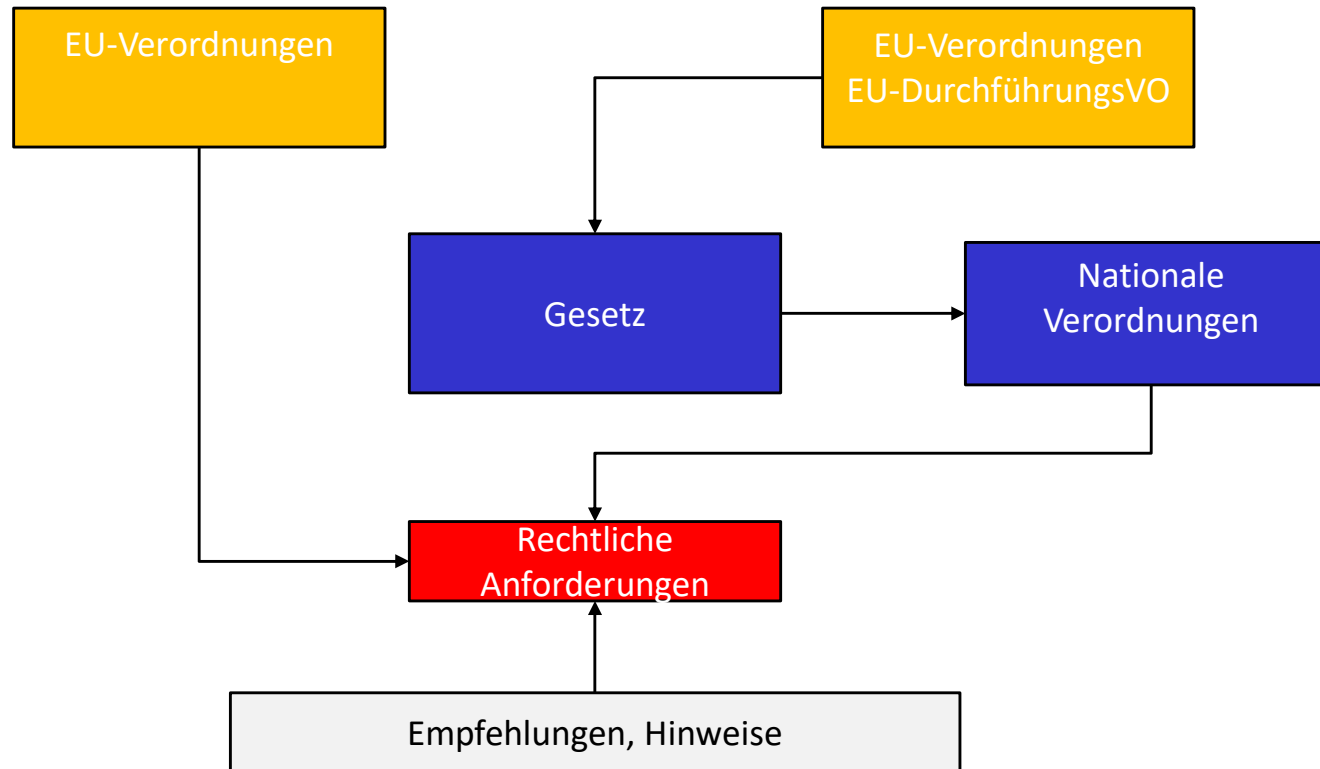 EU-Verordnungen
EU-Verordnungen
EU-DurchführungsVO
Gesetz
Nationale
Verordnungen
Rechtliche
Anforderungen
Empfehlungen, Hinweise